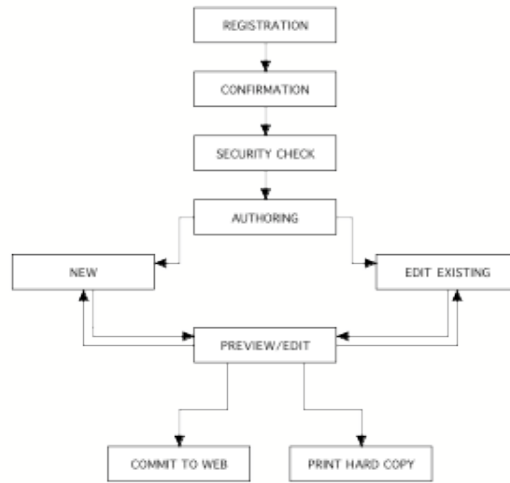 REGISTRATION
CONFIRMATION
SECURITY CHECK
AUTHORING
NEW
EDIT EXISTING
PREVIEW/EDIT
COMMIT TO WEB
PRINT HARD COPY